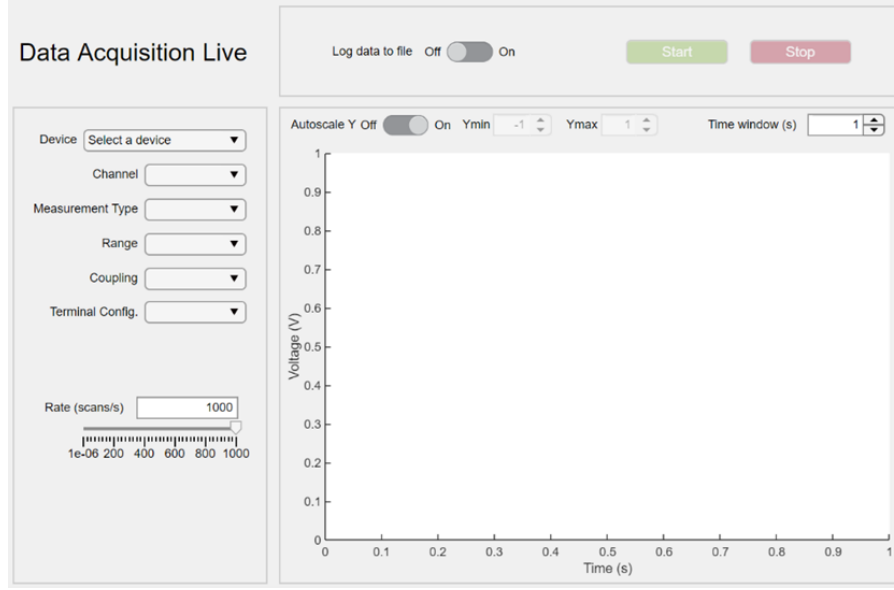 Data Acquisition Live
Log data to file Off On Start Stop
Device Select a device
Channel
Measurement Type
Range
Coupling
Terminal Config.
Rate (scans/s) 1000
1e-06 200 400 600 800 1000
Autoscale Y Off On Ymin -1 Ymax 1 Time window (s) 1
1
0.9
0.8
0.7
0.6
0.5
0.4
0.3
0.2
0.1
0
Voltage (V)
0 0.1 0.2 0.3 0.4 0.5 0.6 0.7 0.8 0.9 1
Time (s)